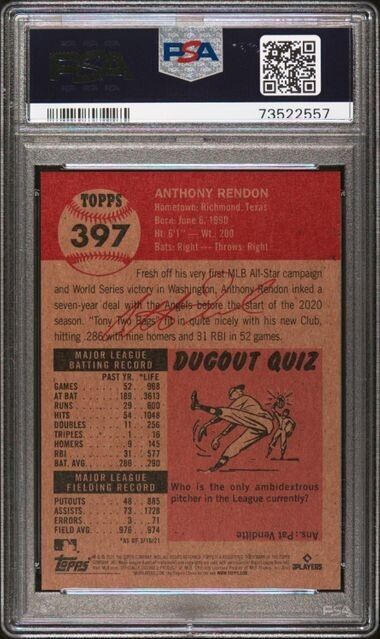 PSA
PSA
73522557
TOPPS
397
ANTHONY RENDON
Hometown: Richmond, Texas
Born: June 6, 1990
Ht: 6'1" — Wt. 200
Bats: Right — Throws: Right
Fresh off his very first MLB All-Star campaign
and World Series victory in Washington, Anthony Rendon inked a
seven-year deal with the Angels before the start of the 2020
season. "Tony Two Bags" fit in quite nicely with his new Club,
hitting .286 with nine homers and 31 RBI in 52 games.
MAJOR LEAGUE
BATTING RECORD
PAST YR. *LIFE
GAMES 52 968
AT BAT 189 3613
RUNS 29 600
HITS 54 1048
DOUBLES 11 256
TRIPLES 1 16
HOMERS 9 145
RBI 31 577
BAT. AVG. .286 .290
MAJOR LEAGUE
FIELDING RECORD
PUTOUTS 48 885
ASSISTS 73 1728
ERRORS 3 71
FIELD AVG. .976 .974
DUGOUT QUIZ
Who is the only ambidextrous
pitcher in the League currently?
Ans.: Pat Venditte
TOPPS
PLAYERS